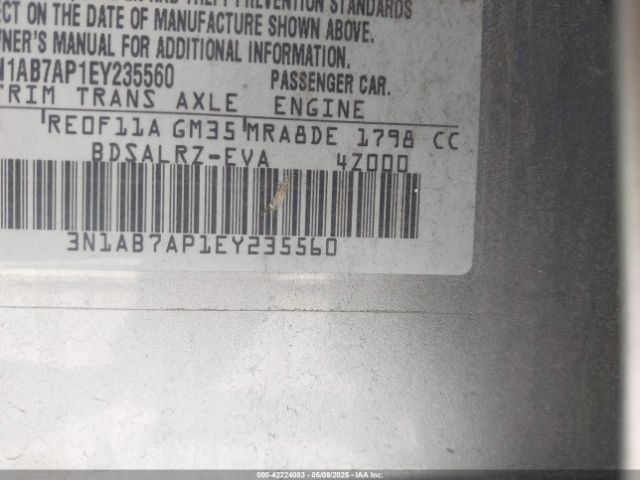 AND THEFT PREVENTION STANDARDS
ECT ON THE DATE OF MANUFACTURE SHOWN ABOVE.
WNER'S MANUAL FOR ADDITIONAL INFORMATION.
N1AB7AP1EY235560 PASSENGER CAR.
TRIM TRANS AXLE ENGINE
RE0F11A GM35 MRA8DE 1798 CC
BDSALRZ-EVA 4Z000
3N1AB7AP1EY235560
000-42224083 - 05/09/2025 - IAA Inc.